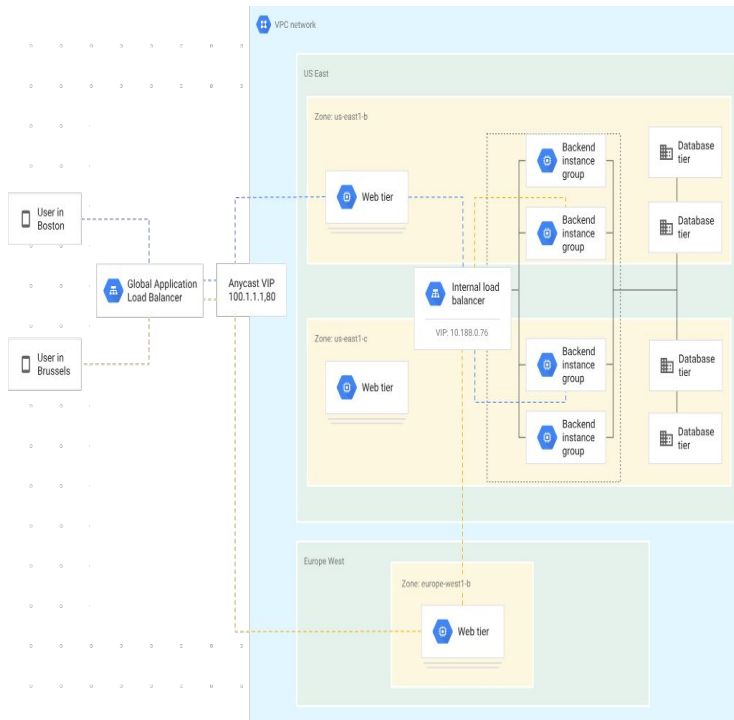 VPC network
US East
Zone: us-east1-b
Web tier
Backend
instance
group
Backend
instance
group
Database
tier
Database
tier
User in
Boston
Global Application
Load Balancer
Anycast VIP
100.1.1.1,80
Internal load
balancer
VIP: 10.188.0.76
User in
Brussels
Zone: us-east1-c
Web tier
Backend
instance
group
Backend
instance
group
Database
tier
Database
tier
Europe West
Zone: europe-west1-b
Web tier